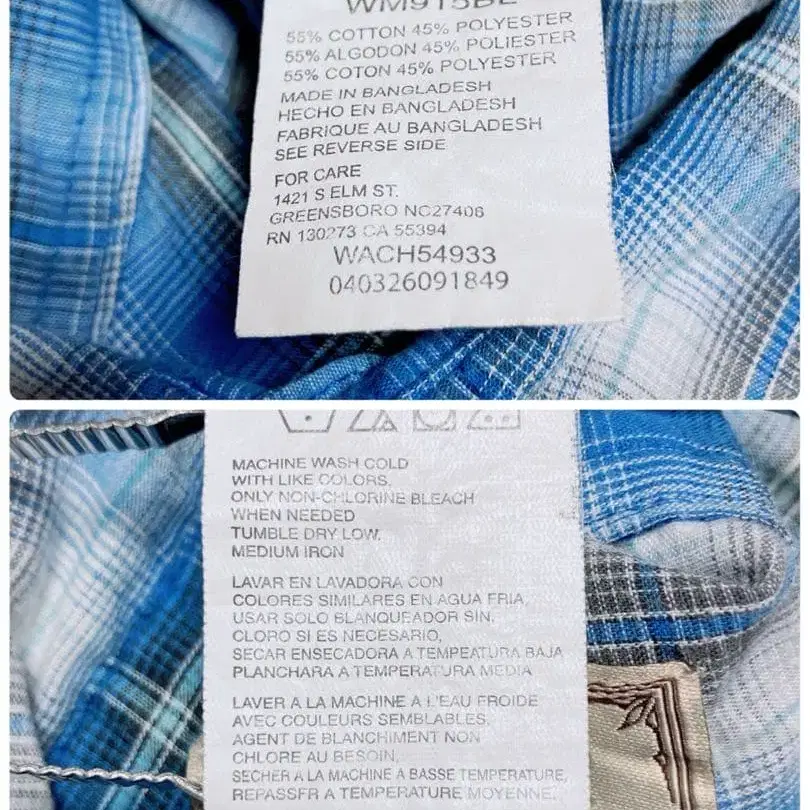 WM915BL
55% COTTON 45% POLYESTER
55% ALGODON 45% POLIESTER
55% COTON 45% POLYESTER
MADE IN BANGLADESH
HECHO EN BANGLADESH
FABRIQUE AU BANGLADESH
SEE REVERSE SIDE
FOR CARE
1421 S ELM ST.
GREENSBORO NC27406
RN 130273 CA 55394
WACH54933
040326091849
MACHINE WASH COLD
WITH LIKE COLORS.
ONLY NON-CHLORINE BLEACH
WHEN NEEDED
TUMBLE DRY LOW.
MEDIUM IRON
LAVAR EN LAVADORA CON
COLORES SIMILARES EN AGUA FRIA,
USAR SOLO BLANQUEADOR SIN,
CLORO SI ES NECESARIO,
SECAR ENSECADORA A TEMPEATURA BAJA
PLANCHARA A TEMPERATURA MEDIA
LAVER A LA MACHINE A L'EAU FROIDE
AVEC COULEURS SEMBLABLES.
AGENT DE BLANCHIMENT NON
CHLORE AU BESOIN,
SECHER A LA MACHINE A BASSE TEMPERATURE,
REPASSER A TEMPERATURE MOYENNE.